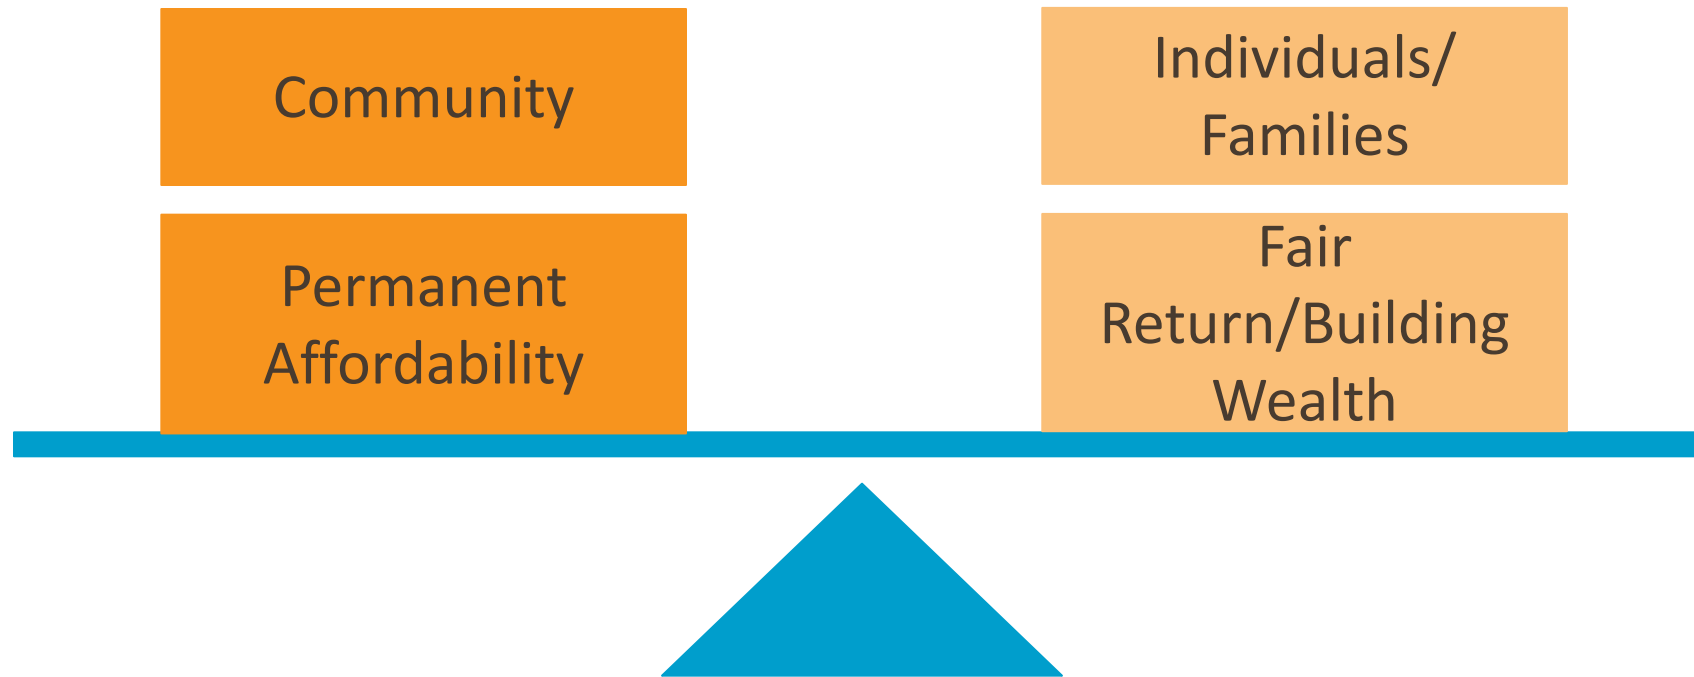 Community
Permanent
Affordability
Individuals/
Families
Fair
Return/Building
Wealth